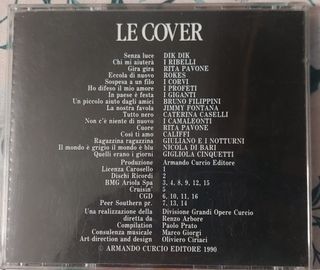 LE COVER
Senza luce DIK DIK
Chi mi aiuterà I RIBELLI
Gira gira RITA PAVONE
Eccola di nuovo ROKES
Sospesa a un filo I CORVI
Ho difeso il mio amore I PROFETI
In paese è festa I GIGANTI
Un piccolo aiuto dagli amici BRUNO FILIPPINI
La nostra favola JIMMY FONTANA
Tutto nero CATERINA CASELLI
Non c'è niente di nuovo I CAMALEONTI
Cuore RITA PAVONE
Così ti amo CALIFFI
Ragazzina ragazzina GIULIANO E I NOTTURNI
Il mondo è grigio il mondo è blu NICOLA DI BARI
Quelli erano i giorni GIGLIOLA CINQUETTI
Produzione Armando Curcio Editore
Licenza Carosello 1
Dischi Ricordi 2
BMG Ariola Spa 3, 4, 8, 9, 12, 15
Cruisin' 5
CGD 6, 10, 11, 16
Peer Southern pr. 7, 13, 14
Una realizzazione della Divisione Grandi Opere Curcio
diretta da Renzo Arbore
Compilation Paolo Prato
Consulenza musicale Marco Giorgi
Art direction and design Oliviero Ciriaci
© ARMANDO CURCIO EDITORE 1990